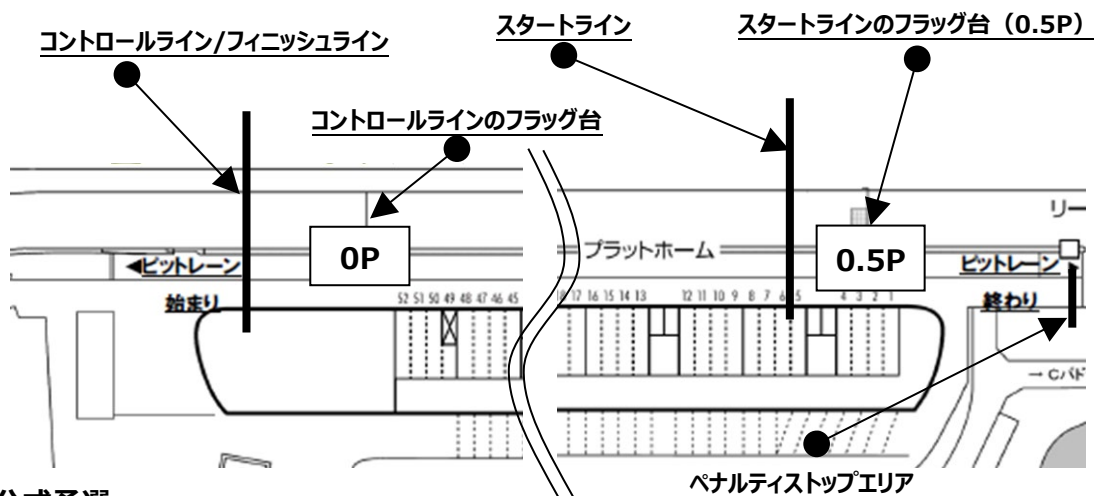 コントロールライン/フィニッシュライン
スタートライン
スタートラインのフラッグ台（0.5P）
コントロールラインのフラッグ台
リー
0P
プラットホーム
0.5P
◀ピットレーン
始まり
ピットレーン
終わり
52 51 50 49 48 47 46 45
17 16 15 14 13 12 11 10 9 8 7 6 5 4 3 2 1
→ Cパド
ペナルティストップエリア